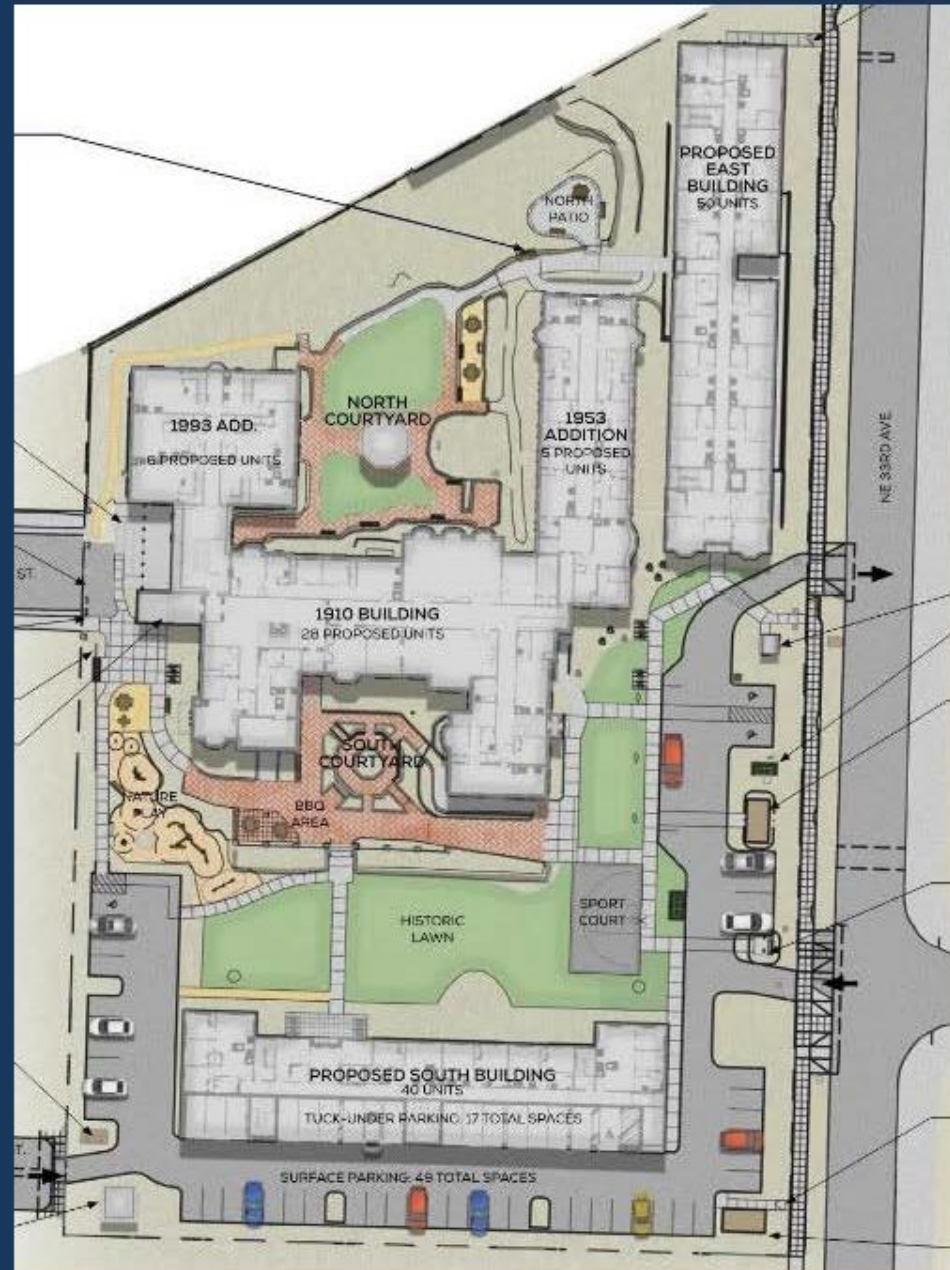 PROPOSED
EAST
BUILDING
50 UNITS
NORTH
PATIO
NORTH
COURTYARD
1993 ADD.
6 PROPOSED UNITS
1953
ADDITION
5 PROPOSED
UNITS
NE 33RD AVE
ST.
1910 BUILDING
28 PROPOSED UNITS
SOUTH
COURTYARD
NATURE
PLAY
BBQ
AREA
SPORT
COURT
HISTORIC
LAWN
PROPOSED SOUTH BUILDING
40 UNITS
TUCK-UNDER PARKING: 17 TOTAL SPACES
T.
SURFACE PARKING: 49 TOTAL SPACES